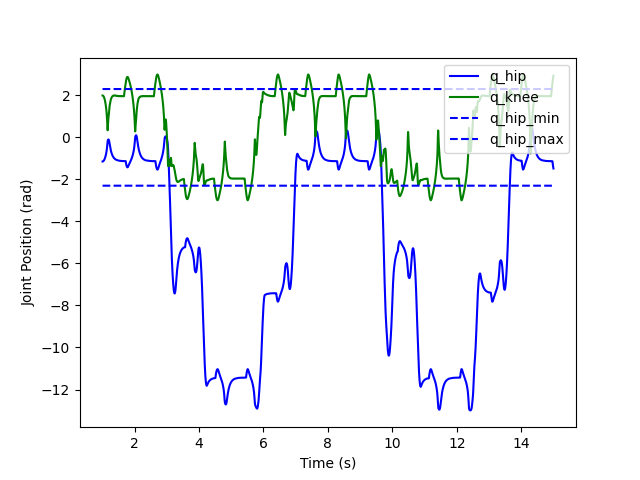 q_hip
q_knee
q_hip_min
q_hip_max
2
0
−2
−4
−6
−8
−10
−12
Joint Position (rad)
2 4 6 8 10 12 14
Time (s)